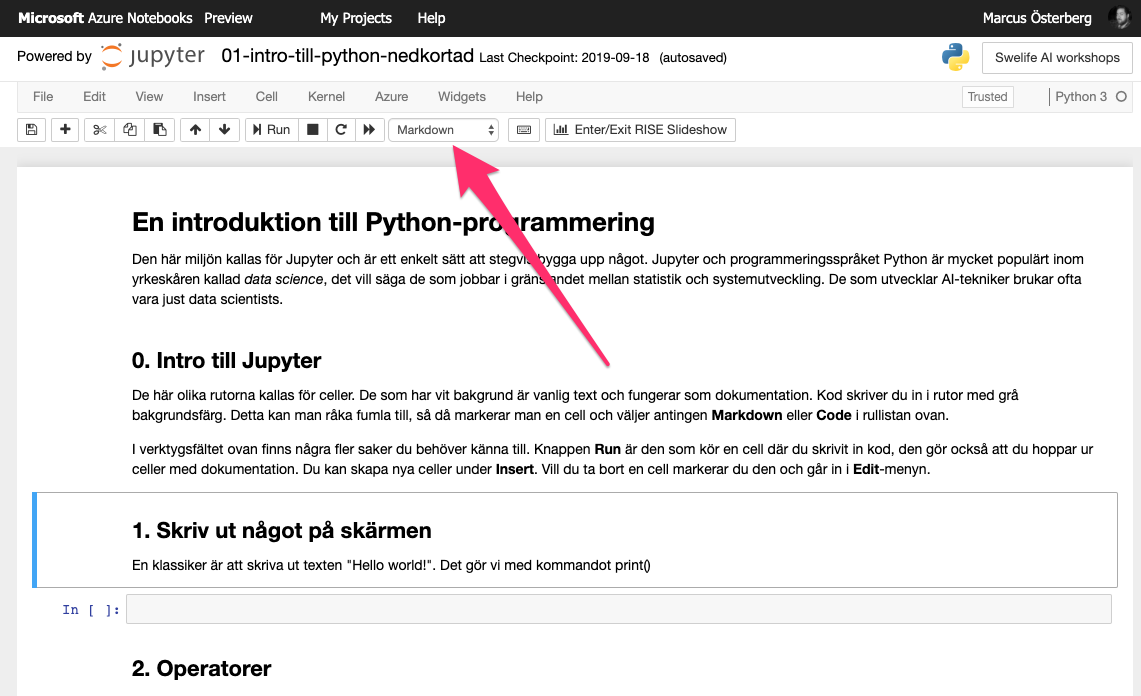 Microsoft Azure Notebooks Preview My Projects Help Marcus Österberg
Powered by jupyter 01-intro-till-python-nedkortad Last Checkpoint: 2019-09-18 (autosaved) Swelife AI workshops
File Edit View Insert Cell Kernel Azure Widgets Help Trusted Python 3
Run Markdown Enter/Exit RISE Slideshow
En introduktion till Python-programmering
Den här miljön kallas för Jupyter och är ett enkelt sätt att stegvis bygga upp något. Jupyter och programmeringsspråket Python är mycket populärt inom
yrkeskåren kallad data science, det vill säga de som jobbar i gränslandet mellan statistik och systemutveckling. De som utvecklar AI-tekniker brukar ofta
vara just data scientists.
0. Intro till Jupyter
De här olika rutorna kallas för celler. De som har vit bakgrund är vanlig text och fungerar som dokumentation. Kod skriver du in i rutor med grå
bakgrundsfärg. Detta kan man råka fumla till, så då markerar man en cell och väljer antingen Markdown eller Code i rullistan ovan.
I verktygsfältet ovan finns några fler saker du behöver känna till. Knappen Run är den som kör en cell där du skrivit in kod, den gör också att du hoppar ur
celler med dokumentation. Du kan skapa nya celler under Insert. Vill du ta bort en cell markerar du den och går in i Edit-menyn.
1. Skriv ut något på skärmen
En klassiker är att skriva ut texten "Hello world!". Det gör vi med kommandot print()
In [ ]:
2. Operatorer